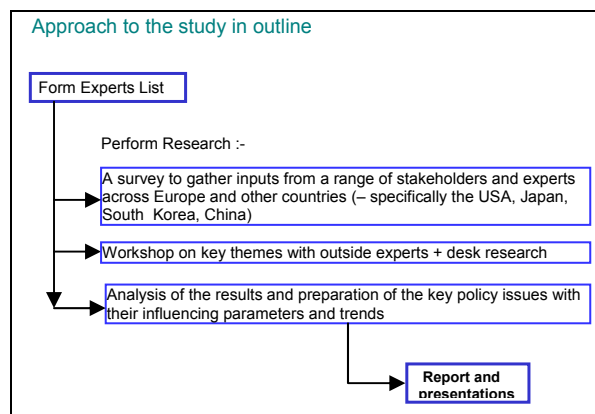 Approach to the study in outline
Form Experts List
Perform Research :-
A survey to gather inputs from a range of stakeholders and experts
across Europe and other countries (– specifically the USA, Japan,
South Korea, China)
Workshop on key themes with outside experts + desk research
Analysis of the results and preparation of the key policy issues with
their influencing parameters and trends
Report and
presentations